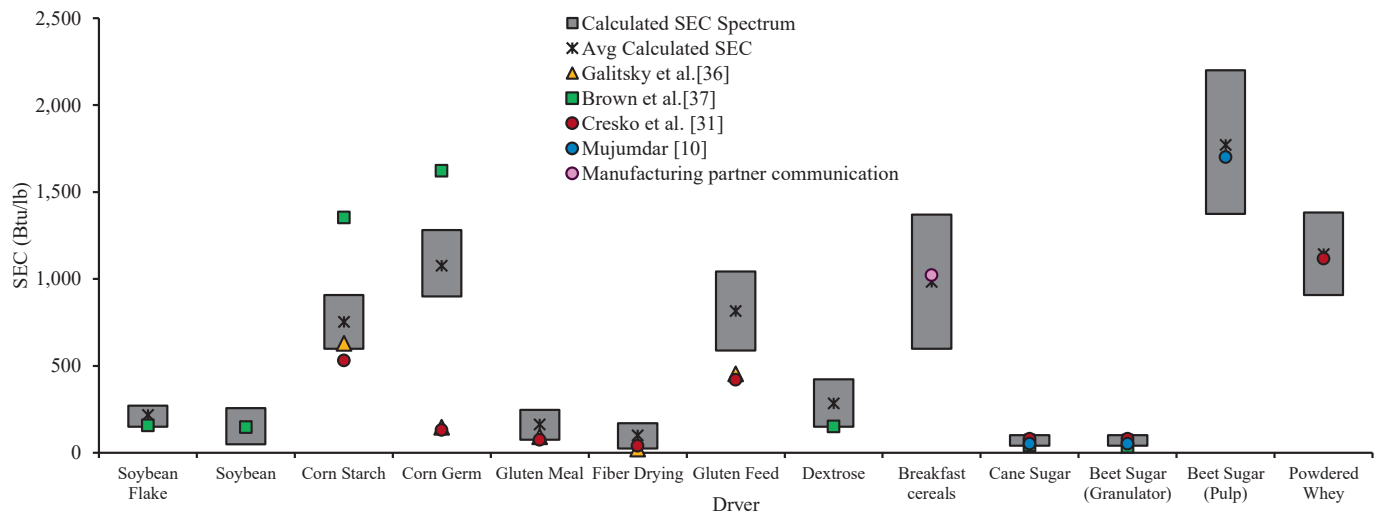 2,500
2,000
1,500
1,000
500
0
SEC (Btu/lb)
Calculated SEC Spectrum
Avg Calculated SEC
Galitsky et al.[36]
Brown et al.[37]
Cresko et al. [31]
Mujumdar [10]
Manufacturing partner communication
Soybean
Flake
Soybean
Corn Starch
Corn Germ
Gluten Meal
Fiber Drying
Gluten Feed
Dextrose
Breakfast
cereals
Cane Sugar
Beet Sugar
(Granulator)
Beet Sugar
(Pulp)
Powdered
Whey
Dryer